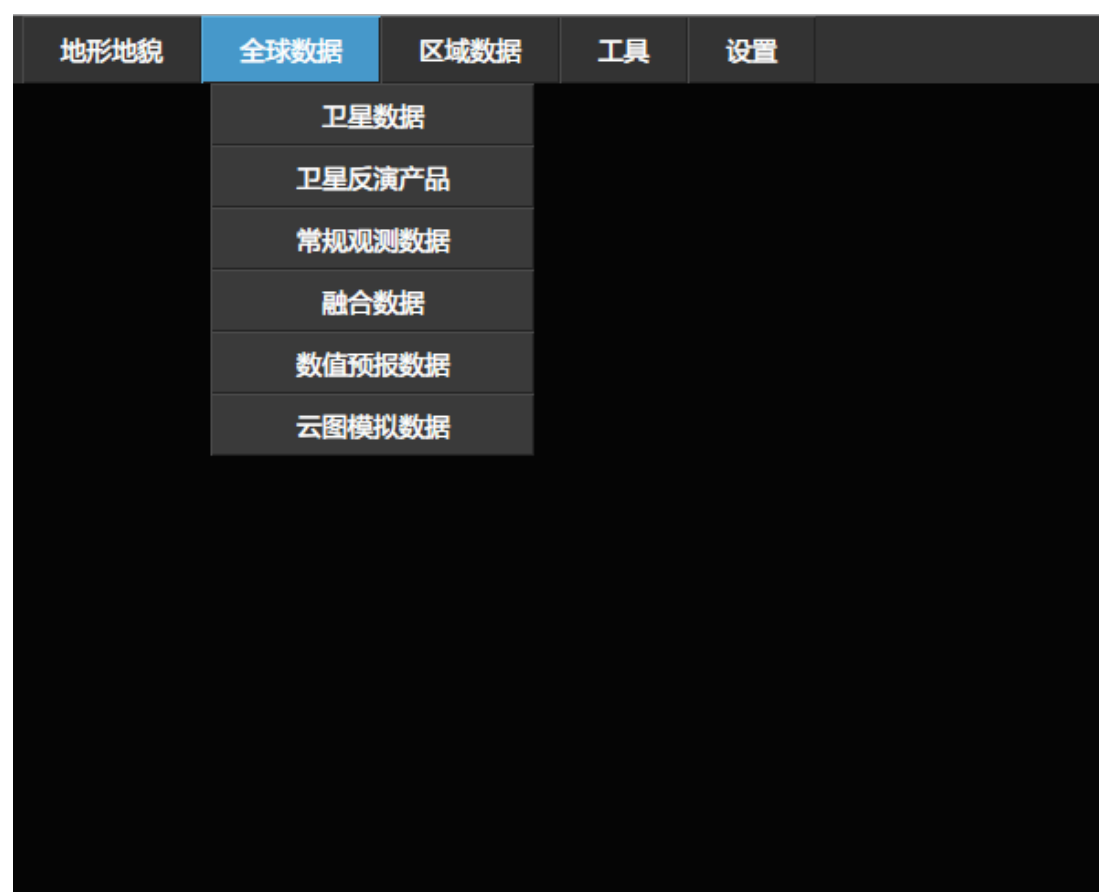 地形地貌 全球数据 区域数据 工具 设置
卫星数据
卫星反演产品
常规观测数据
融合数据
数值预报数据
云图模拟数据